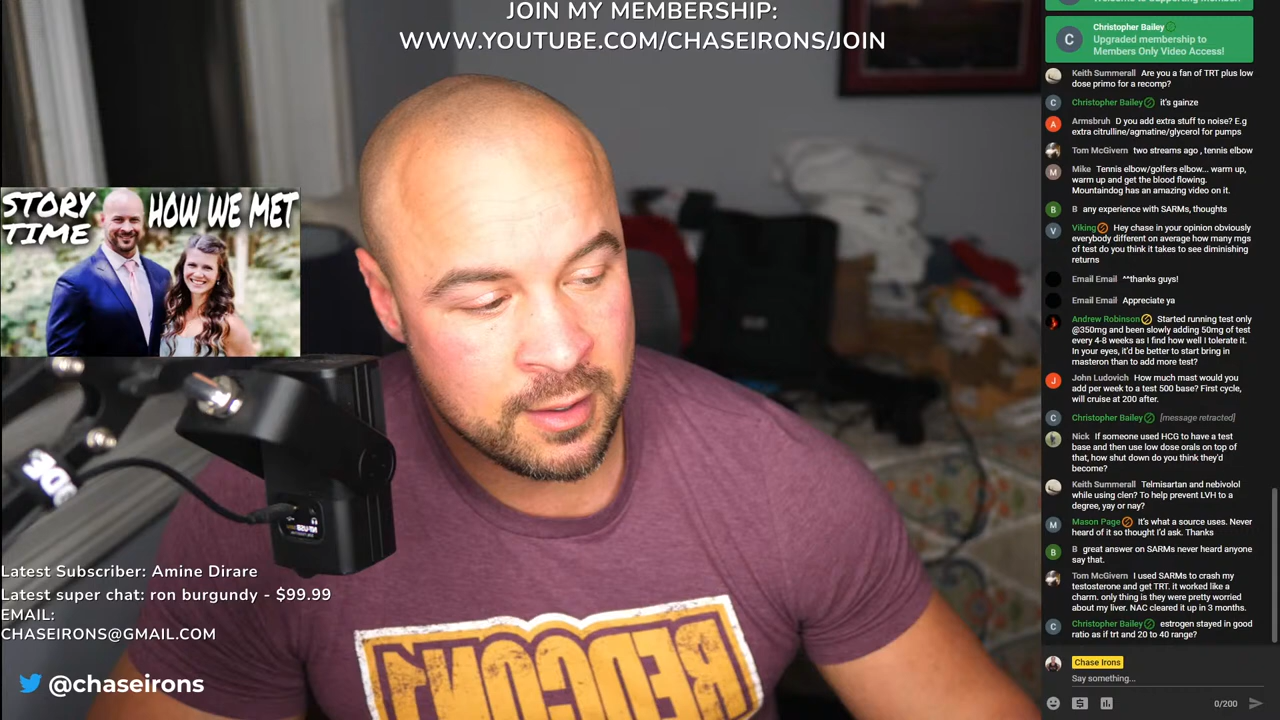 JOIN MY MEMBERSHIP:
WWW.YOUTUBE.COM/CHASEIRONS/JOIN
STORY TIME HOW WE MET
Latest Subscriber: Amine Dirare
Latest super chat: ron burgundy - $99.99
EMAIL:
CHASEIRONS@GMAIL.COM
@chaseirons
REDCON1
Welcome to Supporting Member!
Christopher Bailey
Upgraded membership to
Members Only Video Access!
Keith Summerall Are you a fan of TRT plus low
dose primo for a recomp?
Christopher Bailey it's gainze
Armsbruh D you add extra stuff to noise? E.g
extra citrulline/agmatine/glycerol for pumps
Tom McGivern two streams ago , tennis elbow
Mike Tennis elbow/golfers elbow... warm up,
warm up and get the blood flowing.
Mountaindog has an amazing video on it.
B any experience with SARMs, thoughts
Viking Hey chase in your opinion obviously
everybody different on average how many mgs
of test do you think it takes to see diminishing
returns
Email Email ^^thanks guys!
Email Email Appreciate ya
Andrew Robinson Started running test only
@350mg and been slowly adding 50mg of test
every 4-8 weeks as I find how well I tolerate it.
In your eyes, it'd be better to start bring in
masteron than to add more test?
John Ludovich How much mast would you
add per week to a test 500 base? First cycle,
will cruise at 200 after.
Christopher Bailey [message retracted]
Nick If someone used HCG to have a test
base and then use low dose orals on top of
that, how shut down do you think they'd
become?
Keith Summerall Telmisartan and nebivolol
while using clen? To help prevent LVH to a
degree, yay or nay?
Mason Page It's what a source uses. Never
heard of it so thought I'd ask. Thanks
B great answer on SARMs never heard anyone
say that.
Tom McGivern I used SARMs to crash my
testosterone and get TRT. it worked like a
charm. only thing is they were pretty worried
about my liver. NAC cleared it up in 3 months.
Christopher Bailey estrogen stayed in good
ratio as if trt and 20 to 40 range?
Chase Irons
Say something...
0/200